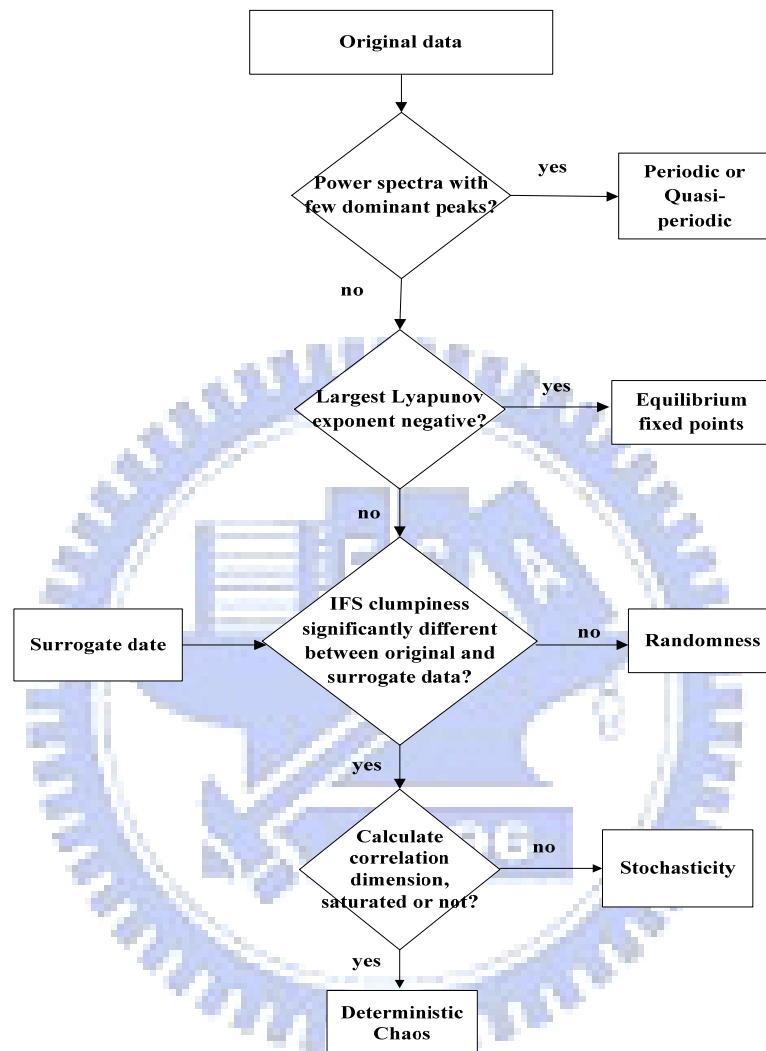 Original data
Power spectra with
few dominant peaks?
yes
Periodic or
Quasi-
periodic
no
Largest Lyapunov
exponent negative?
yes
Equilibrium
fixed points
no
IFS clumpiness
significantly different
between original and
surrogate data?
Surrogate date
no
Randomness
yes
Calculate
correlation
dimension,
saturated or not?
no
Stochasticity
yes
Deterministic
Chaos